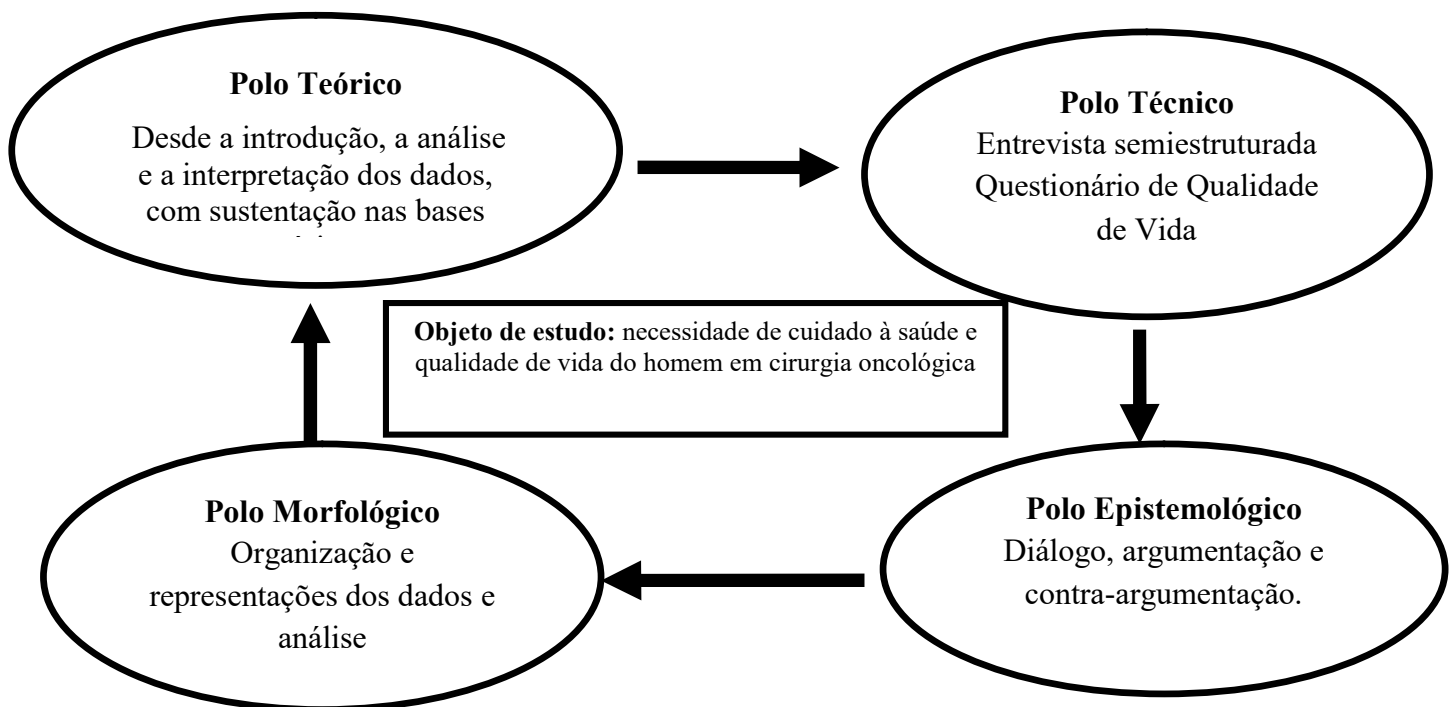 Polo Teórico
Desde a introdução, a análise
e a interpretação dos dados,
com sustentação nas bases
Polo Técnico
Entrevista semiestruturada
Questionário de Qualidade
de Vida
Objeto de estudo: necessidade de cuidado à saúde e
qualidade de vida do homem em cirurgia oncológica
Polo Morfológico
Organização e
representações dos dados e
análise
Polo Epistemológico
Diálogo, argumentação e
contra-argumentação.